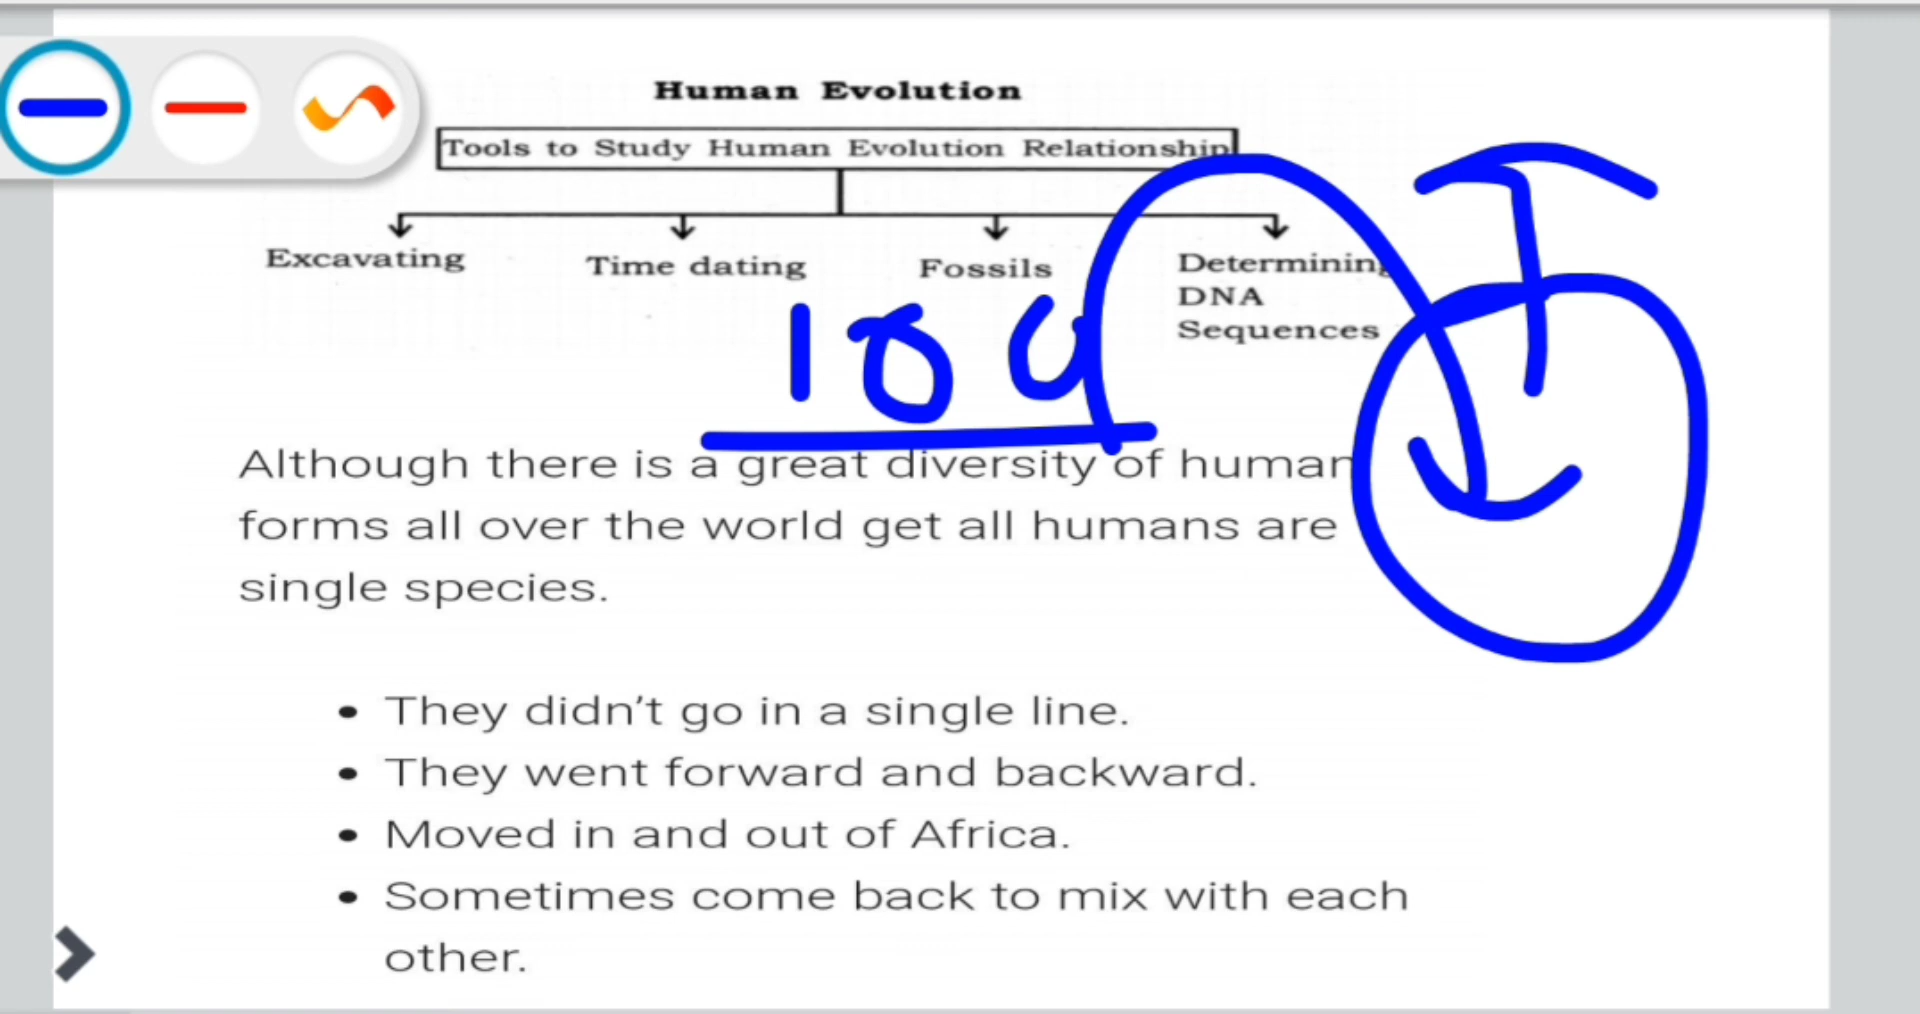 Human Evolution
Tools to Study Human Evolution Relationship
Excavating Time dating Fossils Determining
DNA
Sequences
100
Although there is a great diversity of human
forms all over the world get all humans are
single species.
• They didn't go in a single line.
• They went forward and backward.
• Moved in and out of Africa.
• Sometimes come back to mix with each
other.